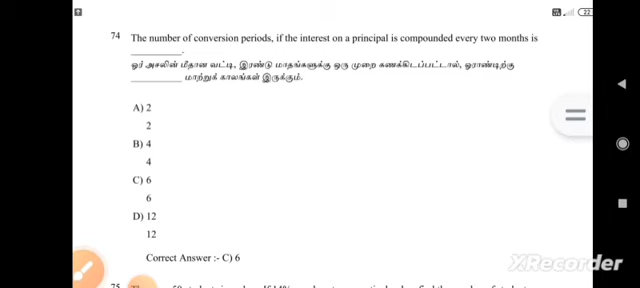 22
74 The number of conversion periods, if the interest on a principal is compounded every two months is
__________.
ஓர் அசலின் மீதான வட்டி, இரண்டு மாதங்களுக்கு ஒரு முறை கணக்கிடப்பட்டால், ஓராண்டிற்கு
__________ மாற்றுக் காலங்கள் இருக்கும்.
A) 2
2
B) 4
4
C) 6
6
D) 12
12
Correct Answer :- C) 6
XRecorder
75